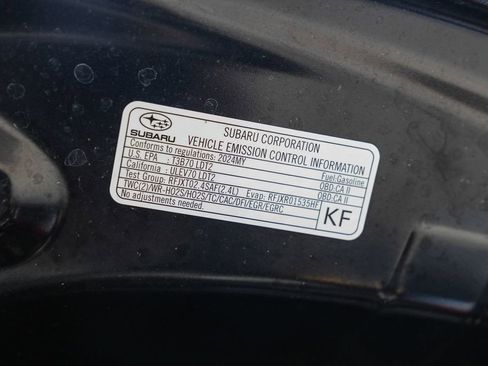 SUBARU
SUBARU CORPORATION
VEHICLE EMISSION CONTROL INFORMATION
Conforms to regulations: 2024MY
Fuel:Gasoline
U.S. EPA : T3B70 LDT2 OBD:CA II
California : ULEV70 LDT2 OBD:CA II
Test Group: RFJXT02.4SAF(2.4L) Evap: RFJXR01535HF
TWC(2)/WR-HO2S/HO2S/TC/CAC/DFI/EGR/EGRC
No adjustments needed.
KF